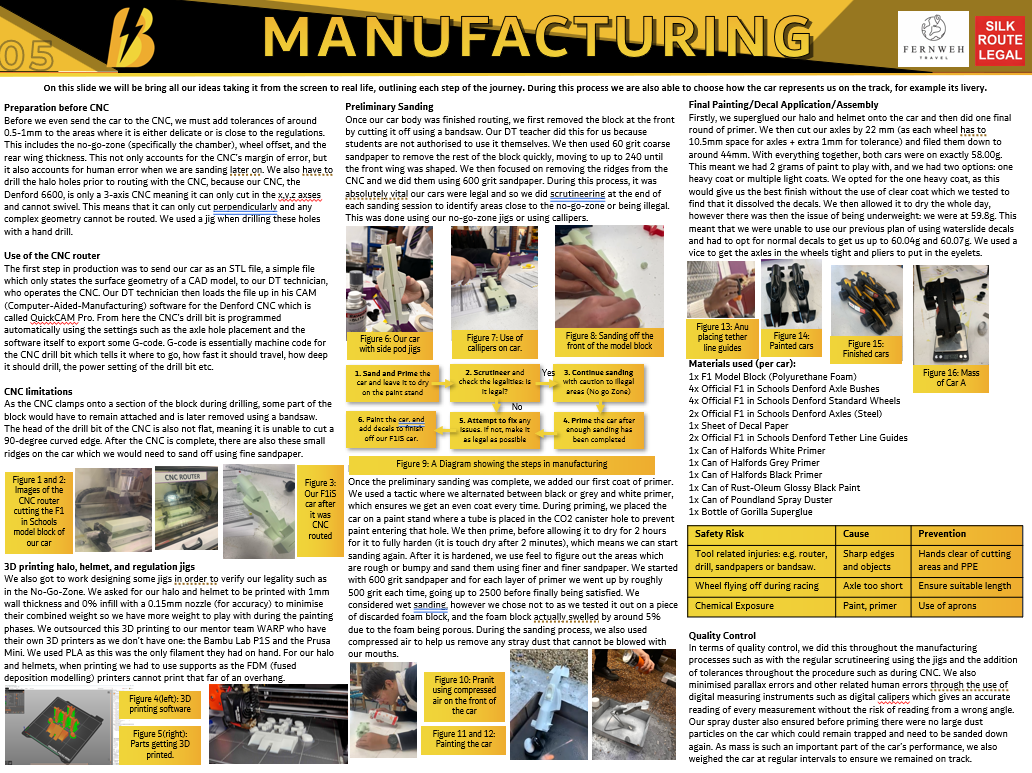 05
MANUFACTURING
FERNWEH
TRAVEL
SILK
ROUTE
LEGAL
On this slide we will bring all our ideas taking it from the screen to real life, outlining each step of the journey. During this process we are also able to choose how the car represents us on the track, for example its livery.
Preparation before CNC
Before we even send the car to the CNC, we must add tolerances of around
0.5-1mm to the areas where it is either delicate or is close to the regulations.
This includes the no-go-zone (specifically the chamber), wheel offset, and the
rear wing thickness. This not only accounts for the CNC's margin of error, but
it also accounts for human error when we are sanding later on. We also have to
drill the halo holes prior to routing with the CNC, because our CNC, the
Denford 6600, is only a 3-axis CNC meaning it can only cut in the x,y,z axses
and cannot pivot. This means that it can only cut perpendicularly and any
complex geometry cannot be routed. We used a jig when drilling these holes
with a hand drill.
Use of the CNC router
The first step in production was to send our car as an STL file, a simple file
which only states the surface geometry of a CAD model, to our DT technician,
who operates the CNC. Our DT technician then loads the file up in his CAM
(Computer-Aided-Manufacturing) software for the Denford CNC which is
called QuickCAM Pro. From here the CNC's drill bit is programmed
automatically using the settings such as the axle hole placement and the
software itself to export some G-code. G-code is essentially machine code for
the CNC drill bit which tells it where to go, how fast it should travel, how deep
it should drill, the power of the drill bit etc.
CNC limitations
As the CNC clamps onto a section of the block during drilling, some part of the
block would have to remain attached and is later removed using a bandsaw.
The head of the drill bit of the CNC is also not flat, meaning it is unable to cut a
90-degree curved edge. After the CNC is complete, there are also these small
ridges on the car which we would need to sand off using fine sandpaper.
Figure 1 and 2:
Images of the
CNC router
cutting the F1
in Schools
model block of
our car
CNC ROUTER
Figure 3:
Our F1iS
car after
it was
CNC
routed
3D printing halo, helmet, and regulation jigs
We also got to work designing some jigs in order to verify our legality such as
in the No-Go-Zone. We asked for our halo and helmet to be printed with 1mm
wall thickness and 0% infill with a 0.15mm nozzle (for accuracy) to minimise
their combined weight so we have more weight to play with during the painting
phases. We outsourced this 3D printing to our mentor team WARP who have
their own 3D printers as we don't have one: the Bambu Lab P1S and the Prusa
Mini. We used PLA as this was the only filament they had on hand. For our halo
and helmets, when printing we had to use supports as the FDM (fused
deposition modelling) printers cannot print that far of an overhang.
Figure 4(left): 3D
printing software
Figure 5(right):
Parts getting 3D
printed.
Preliminary Sanding
Once our car body was finished routing, we first removed the block at the front
by cutting it off using a bandsaw. Our DT teacher did this for us because
students are not authorised to use it themselves. We then used 60 grit coarse
sandpaper to remove the rest of the block quickly, moving to up to 240 until
the front wing was shaped. We then focused on removing the ridges from the
CNC and we did them using 600 grit sandpaper. During this process, it was
absolutely vital our cars were legal and so we did scrutineering at the end of
each sanding session to identify areas close to the no-go-zone or being illegal.
This was done using our no-go-zone jigs or using callipers.
Figure 6: Our car
with side pod jigs
Figure 7: Use of
callipers on car.
Figure 8: Sanding off the
front of the model block
1. Sand and Prime the
car and leave it to dry
on the paint stand
2. Scrutineer and
check the legalities: Is
it legal?
Yes
3. Continue sanding
with caution to illegal
areas (No go Zone)
No
6. Paint the car, and
add decals to finish
off our F1iS car.
5. Attempt to fix any
issues. If not, make it
as legal as possible
4. Prime the car after
enough sanding has
been completed
Figure 9: A Diagram showing the steps in manufacturing
Once the preliminary sanding was complete, we added our first coat of primer.
We used a tactic where we alternated between black or grey and white primer,
which ensures we get an even coat every time. During priming, we placed the
car on a paint stand where a tube is placed in the CO2 canister hole to prevent
paint entering that hole. We then prime, before allowing it to dry for 2 hours
for it to fully harden (it is touch dry after 2 minutes), which means we can start
sanding again. After it is hardened, we use feel to figure out the areas which
are rough or bumpy and sand them using finer and finer sandpaper. We started
with 600 grit sandpaper and for each layer of primer we went up by roughly
500 grit each time, going up to 2500 before finally being satisfied. We
considered wet sanding, however we chose not to as we tested it out on a piece
of discarded foam block, and the foam block actually swelled by around 5%
due to the foam being porous. During the sanding process, we also used
compressed air to help us remove any stray dust that cannot be blowed with
our mouths.
Figure 10: Pranit
using compressed
air on the front of
the car
Figure 11 and 12:
Painting the car
Final Painting/Decal Application/Assembly
Firstly, we superglued our halo and helmet onto the car and then did one final
round of primer. We then cut our axles by 22 mm (as each wheel has to
10.5mm space for axles + extra 1mm for tolerance) and filed them down to
around 44mm. With everything together, both cars were on exactly 58.00g.
This meant we had 2 grams of paint to play with, and we had two options: one
heavy coat or multiple light coats. We opted for the one heavy coat, as this
would give us the best finish without the use of clear coat which we tested to
find that it dissolved the decals. We then allowed it to dry the whole day,
however there was then the issue of being underweight: we were at 59.8g. This
meant that we were unable to use our previous plan of using waterslide decals
and had to opt for normal decals to get us up to 60.04g and 60.07g. We used a
vice to get the axles in the wheels tight and pliers to put in the eyelets.
Figure 13: Anu
placing tether
line guides
Figure 14:
Painted cars
Figure 15:
Finished cars
Figure 16: Mass
of Car A
Materials used (per car):
1x F1 Model Block (Polyurethane Foam)
4x Official F1 in Schools Denford Axle Bushes
4x Official F1 in Schools Denford Standard Wheels
2x Official F1 in Schools Denford Axles (Steel)
1x Sheet of Decal Paper
2x Official F1 in Schools Denford Tether Line Guides
1x Can of Halfords White Primer
1x Can of Halfords Grey Primer
1x Can of Halfords Black Primer
1x Can of Rust-Oleum Glossy Black Paint
1x Can of Poundland Spray Duster
1x Bottle of Gorilla Superglue
Safety Risk
Cause
Prevention
Tool related injuries: e.g. router,
drill, sandpapers or bandsaw.
Sharp edges
and objects
Hands clear of cutting
areas and PPE
Wheel flying off during racing
Axle too short
Ensure suitable length
Chemical Exposure
Paint, primer
Use of aprons
Quality Control
In terms of quality control, we did this throughout the manufacturing
processes such as with the regular scrutineering using the jigs and the addition
of tolerances throughout the procedure such as during CNC. We also
minimised parallax errors and other related human errors through the use of
digital measuring instruments such as digital calipers which gives an accurate
reading of every measurement without the risk of reading from a wrong angle.
Our spray duster also ensured before priming there were no large dust
particles on the car which could remain trapped and need to be sanded down
again. As mass is such an important part of the car's performance, we also
weighed the car at regular intervals to ensure we remained on track.